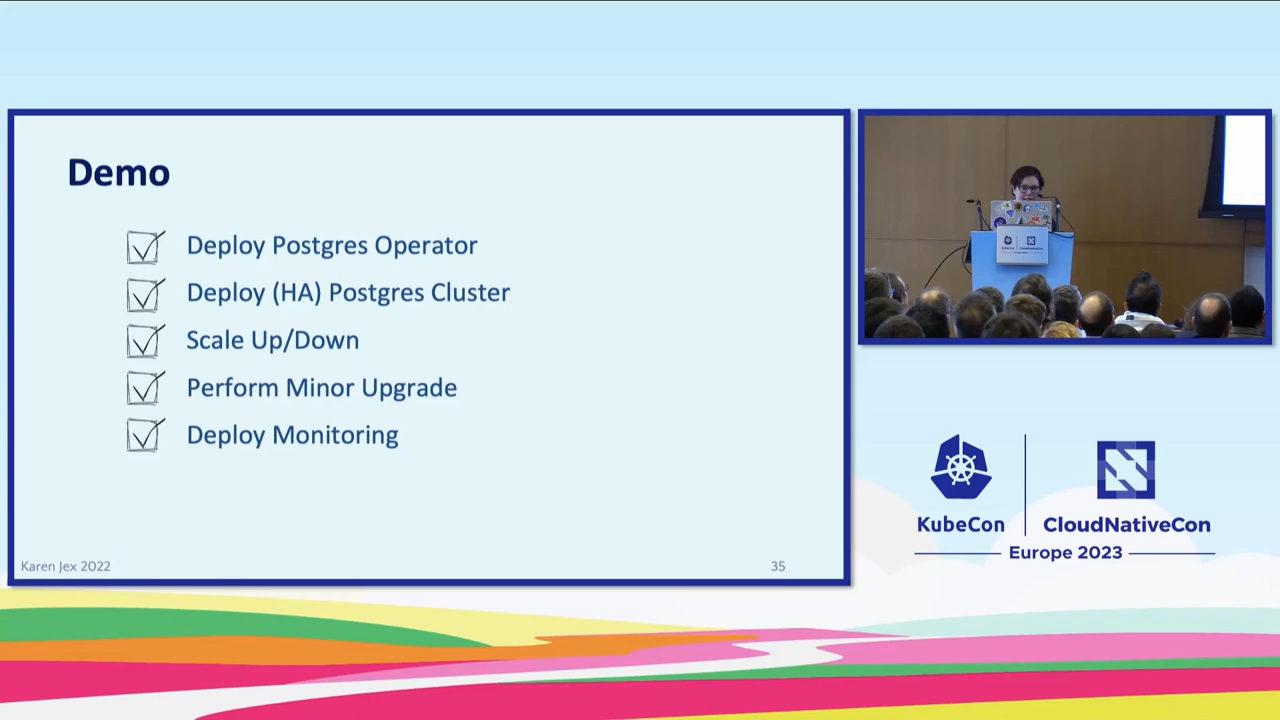 Demo
Deploy Postgres Operator
Deploy (HA) Postgres Cluster
Scale Up/Down
Perform Minor Upgrade
Deploy Monitoring
Karen Jex 2022
35
KubeCon
CloudNativeCon
Europe 2023